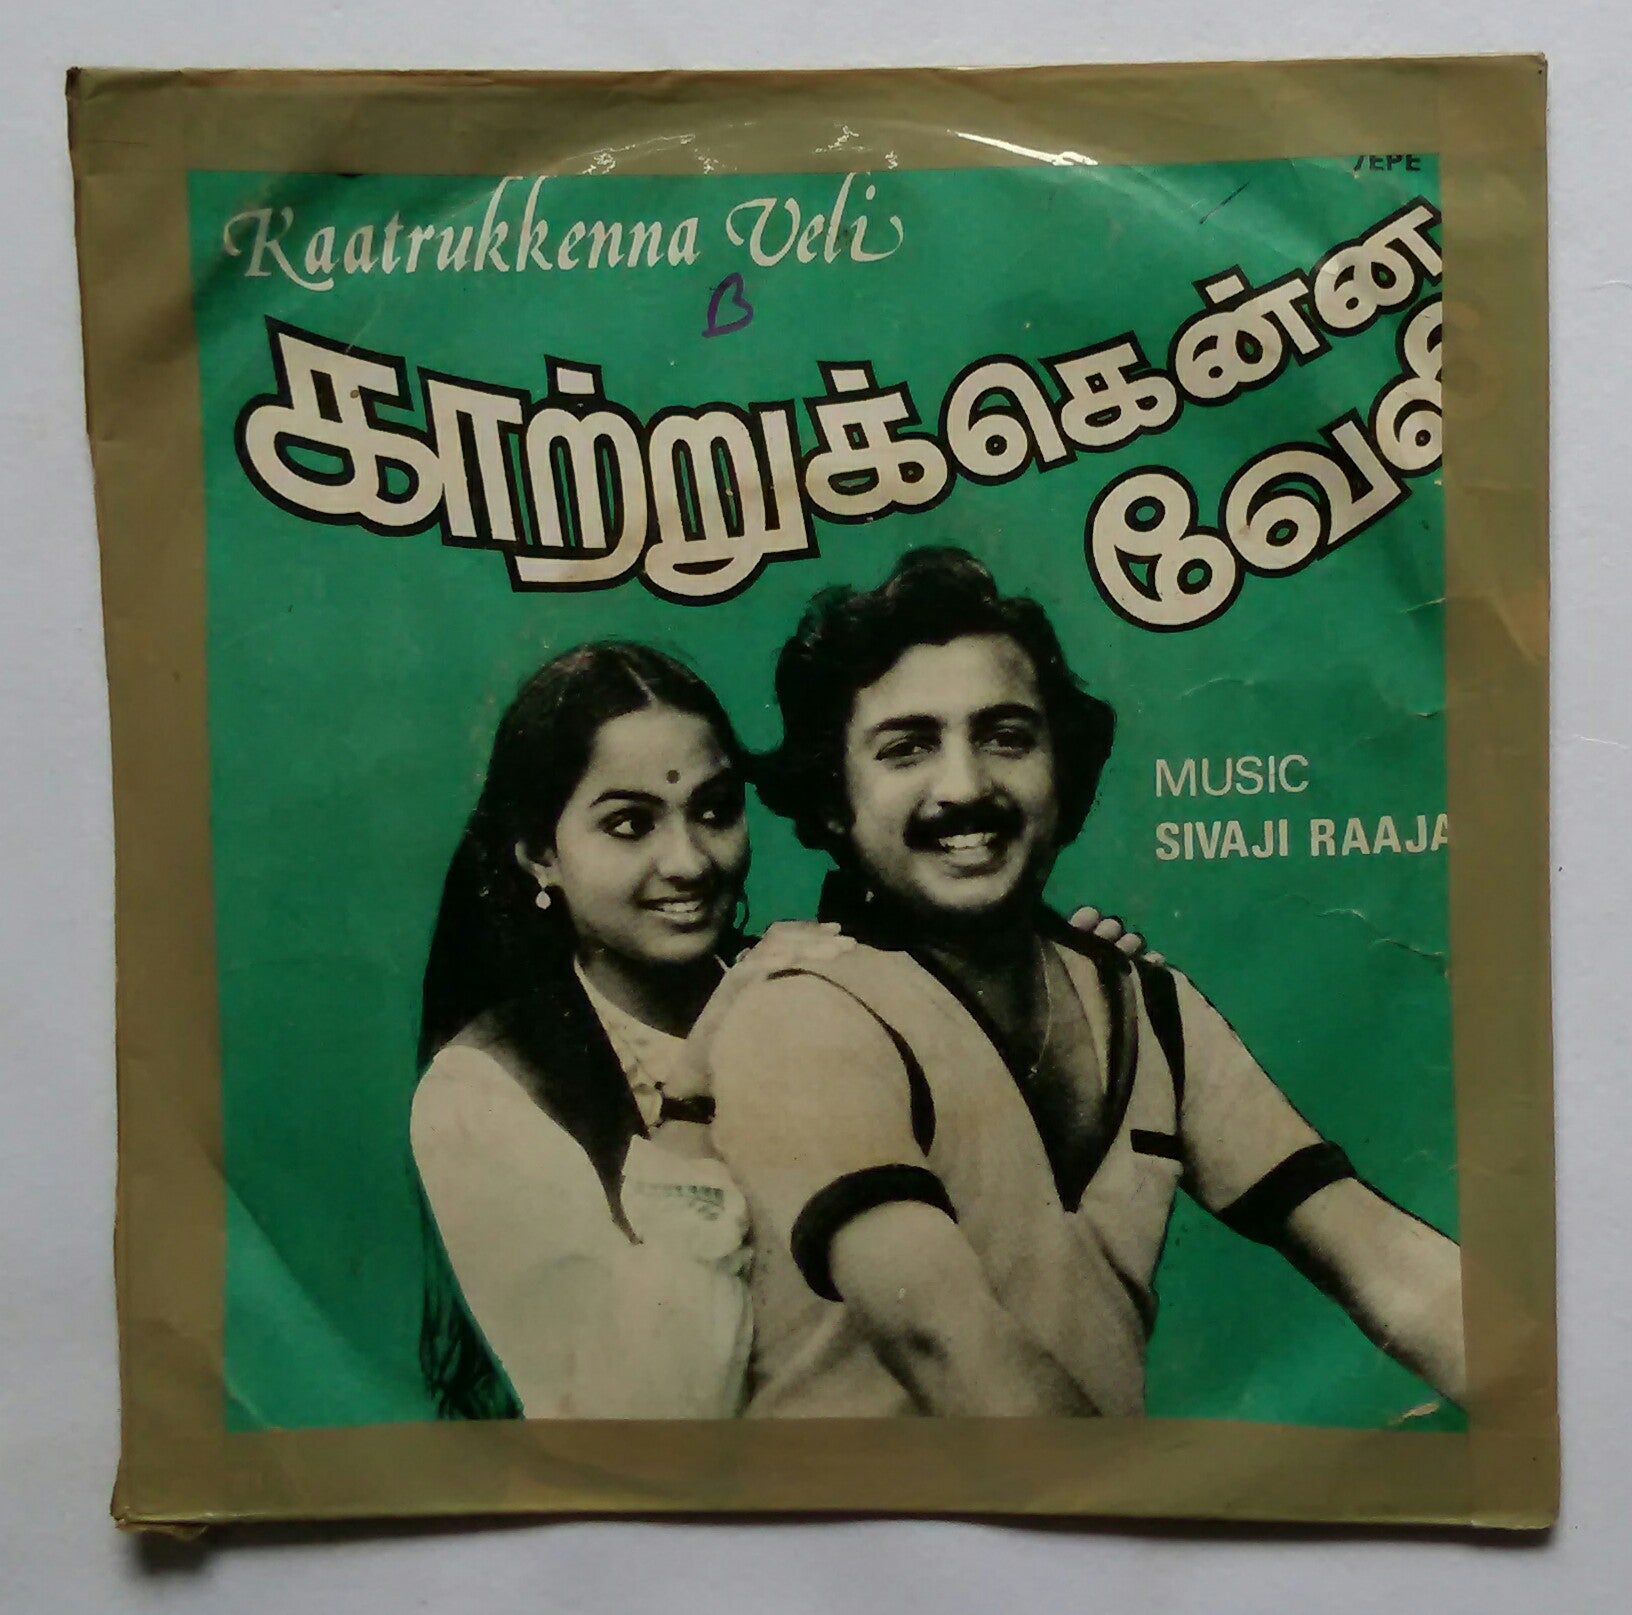 7EPE
Kaatrukkenna Veli
B
காற்றுக்கென்ன
வேலி
MUSIC
SIVAJI RAAJA